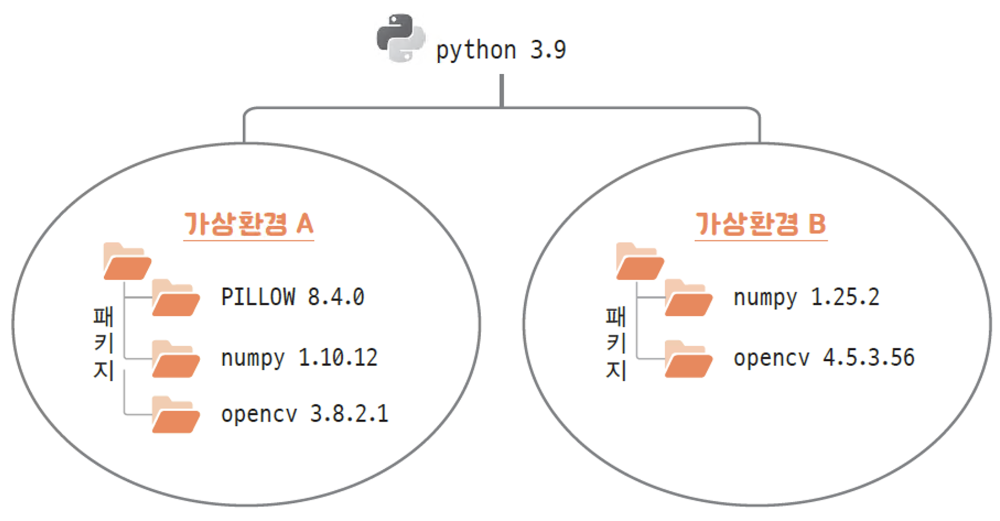 python 3.9
가상환경 A
패키지
PILLOW 8.4.0
numpy 1.10.12
opencv 3.8.2.1
가상환경 B
패키지
numpy 1.25.2
opencv 4.5.3.56